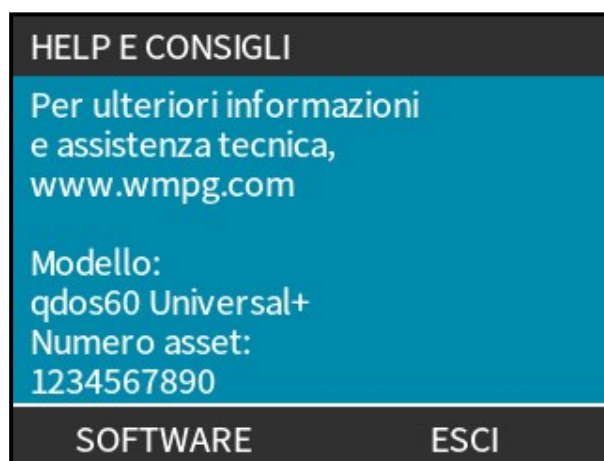 HELP E CONSIGLI
Per ulteriori informazioni
e assistenza tecnica,
www.wmpg.com
Modello:
qdos60 Universal+
Numero asset:
1234567890
SOFTWARE ESCI